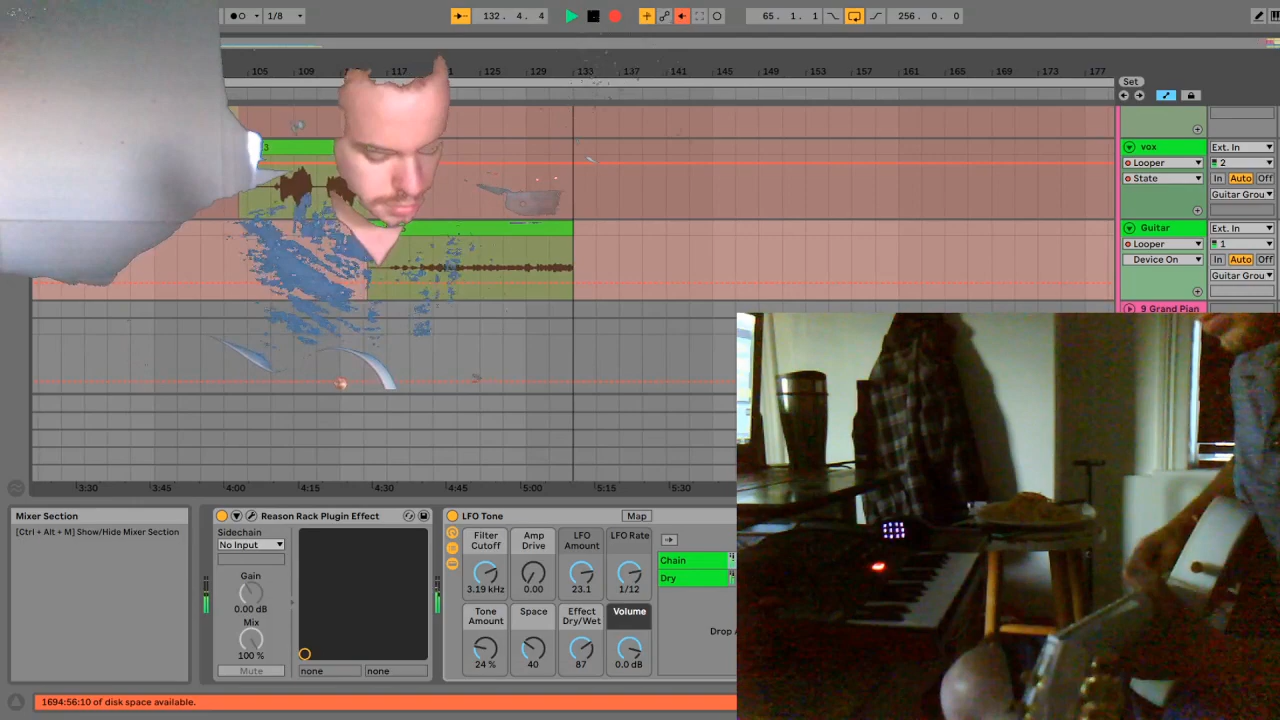 1/8
132. 4. 4
65. 1. 1
256. 0. 0
105
109
117
125
129
133
137
141
145
149
153
157
161
165
169
173
177
Set
3
vox
Ext. In
Looper
2
State
In
Auto
Off
Guitar Grou
Guitar
Ext. In
Looper
1
Device On
In
Auto
Off
Guitar Grou
9 Grand Pian
3:30
3:45
4:00
4:15
4:30
4:45
5:00
5:15
5:30
Mixer Section
[Ctrl + Alt + M] Show/Hide Mixer Section
Reason Rack Plugin Effect
Sidechain
No Input
Gain
0.00 dB
Mix
100 %
Mute
none
none
LFO Tone
Map
Filter Cutoff
Amp Drive
LFO Amount
LFO Rate
3.19 kHz
0.00
23.1
1/12
Tone Amount
Space
Effect Dry/Wet
Volume
24 %
40
87
0.0 dB
Chain
Dry
Drop
1694:56:10 of disk space available.